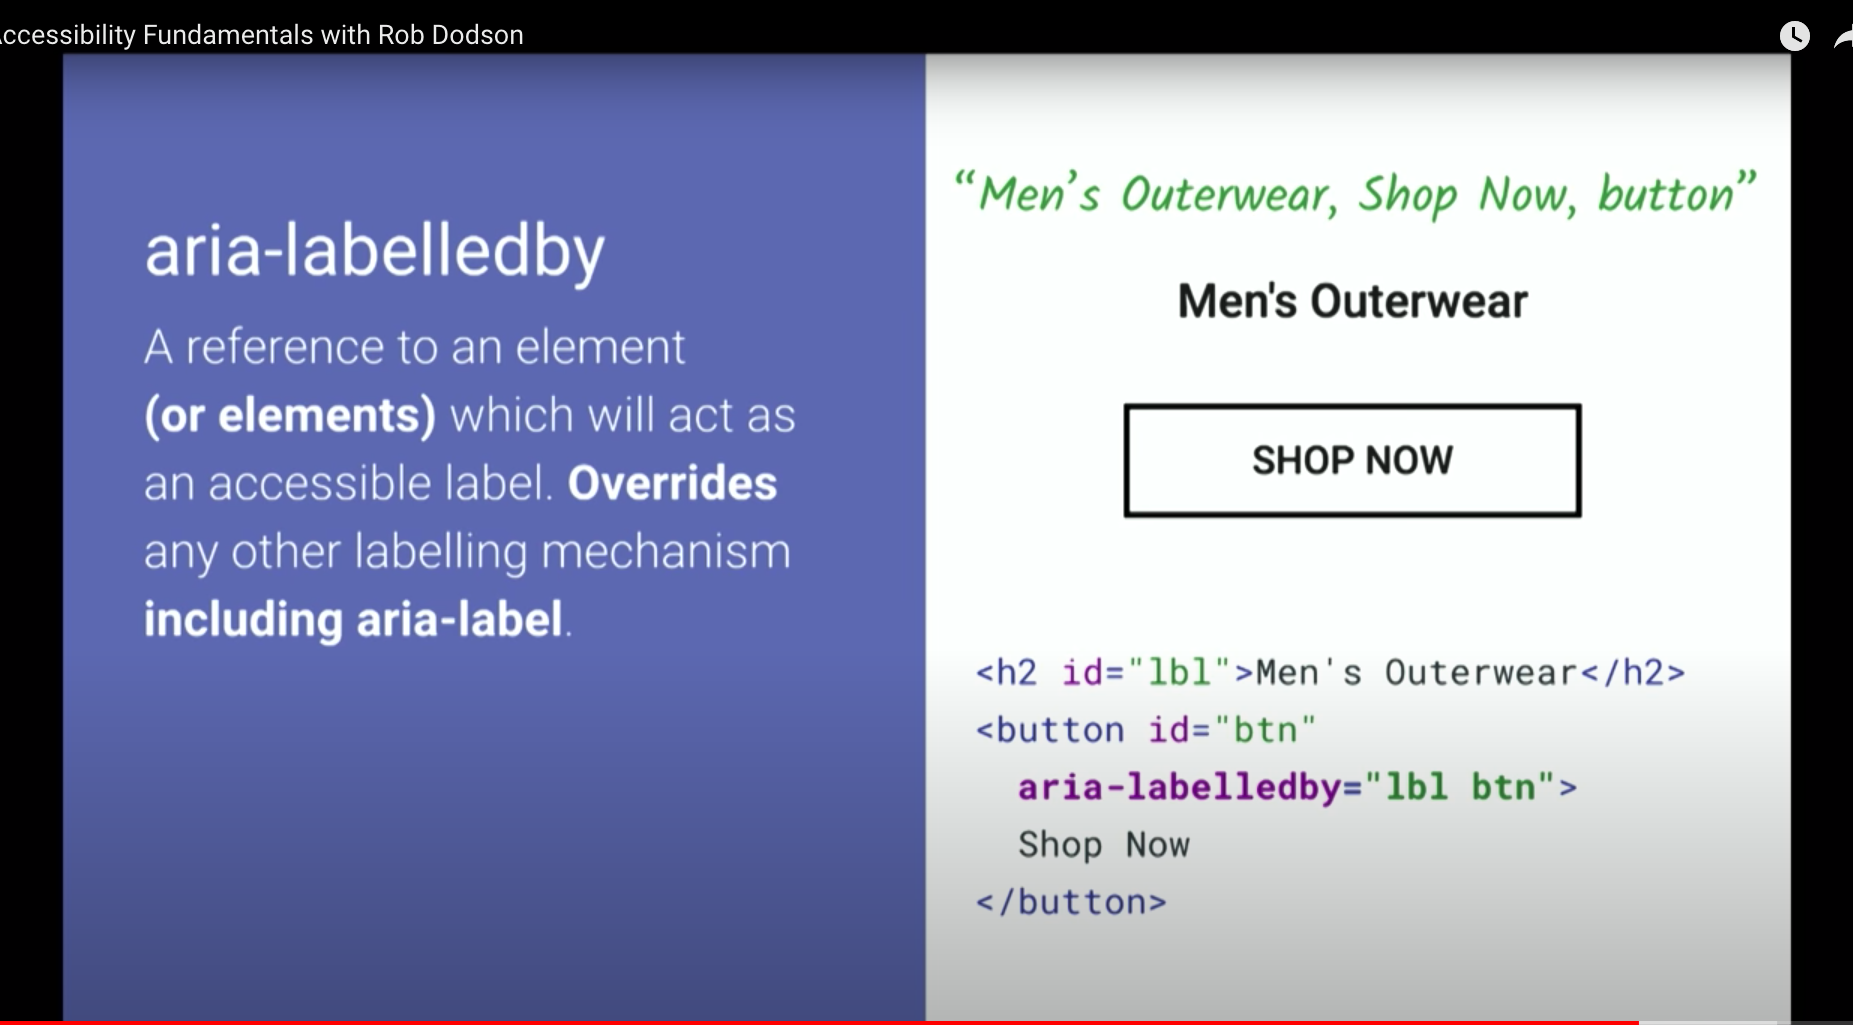 ccessibility Fundamentals with Rob Dodson
aria-labelledby
A reference to an element
(or elements) which will act as
an accessible label. Overrides
any other labelling mechanism
including aria-label.
“Men’s Outerwear, Shop Now, button”
Men's Outerwear
SHOP NOW
<h2 id="lbl">Men's Outerwear</h2>
<button id="btn"
aria-labelledby="lbl btn">
Shop Now
</button>